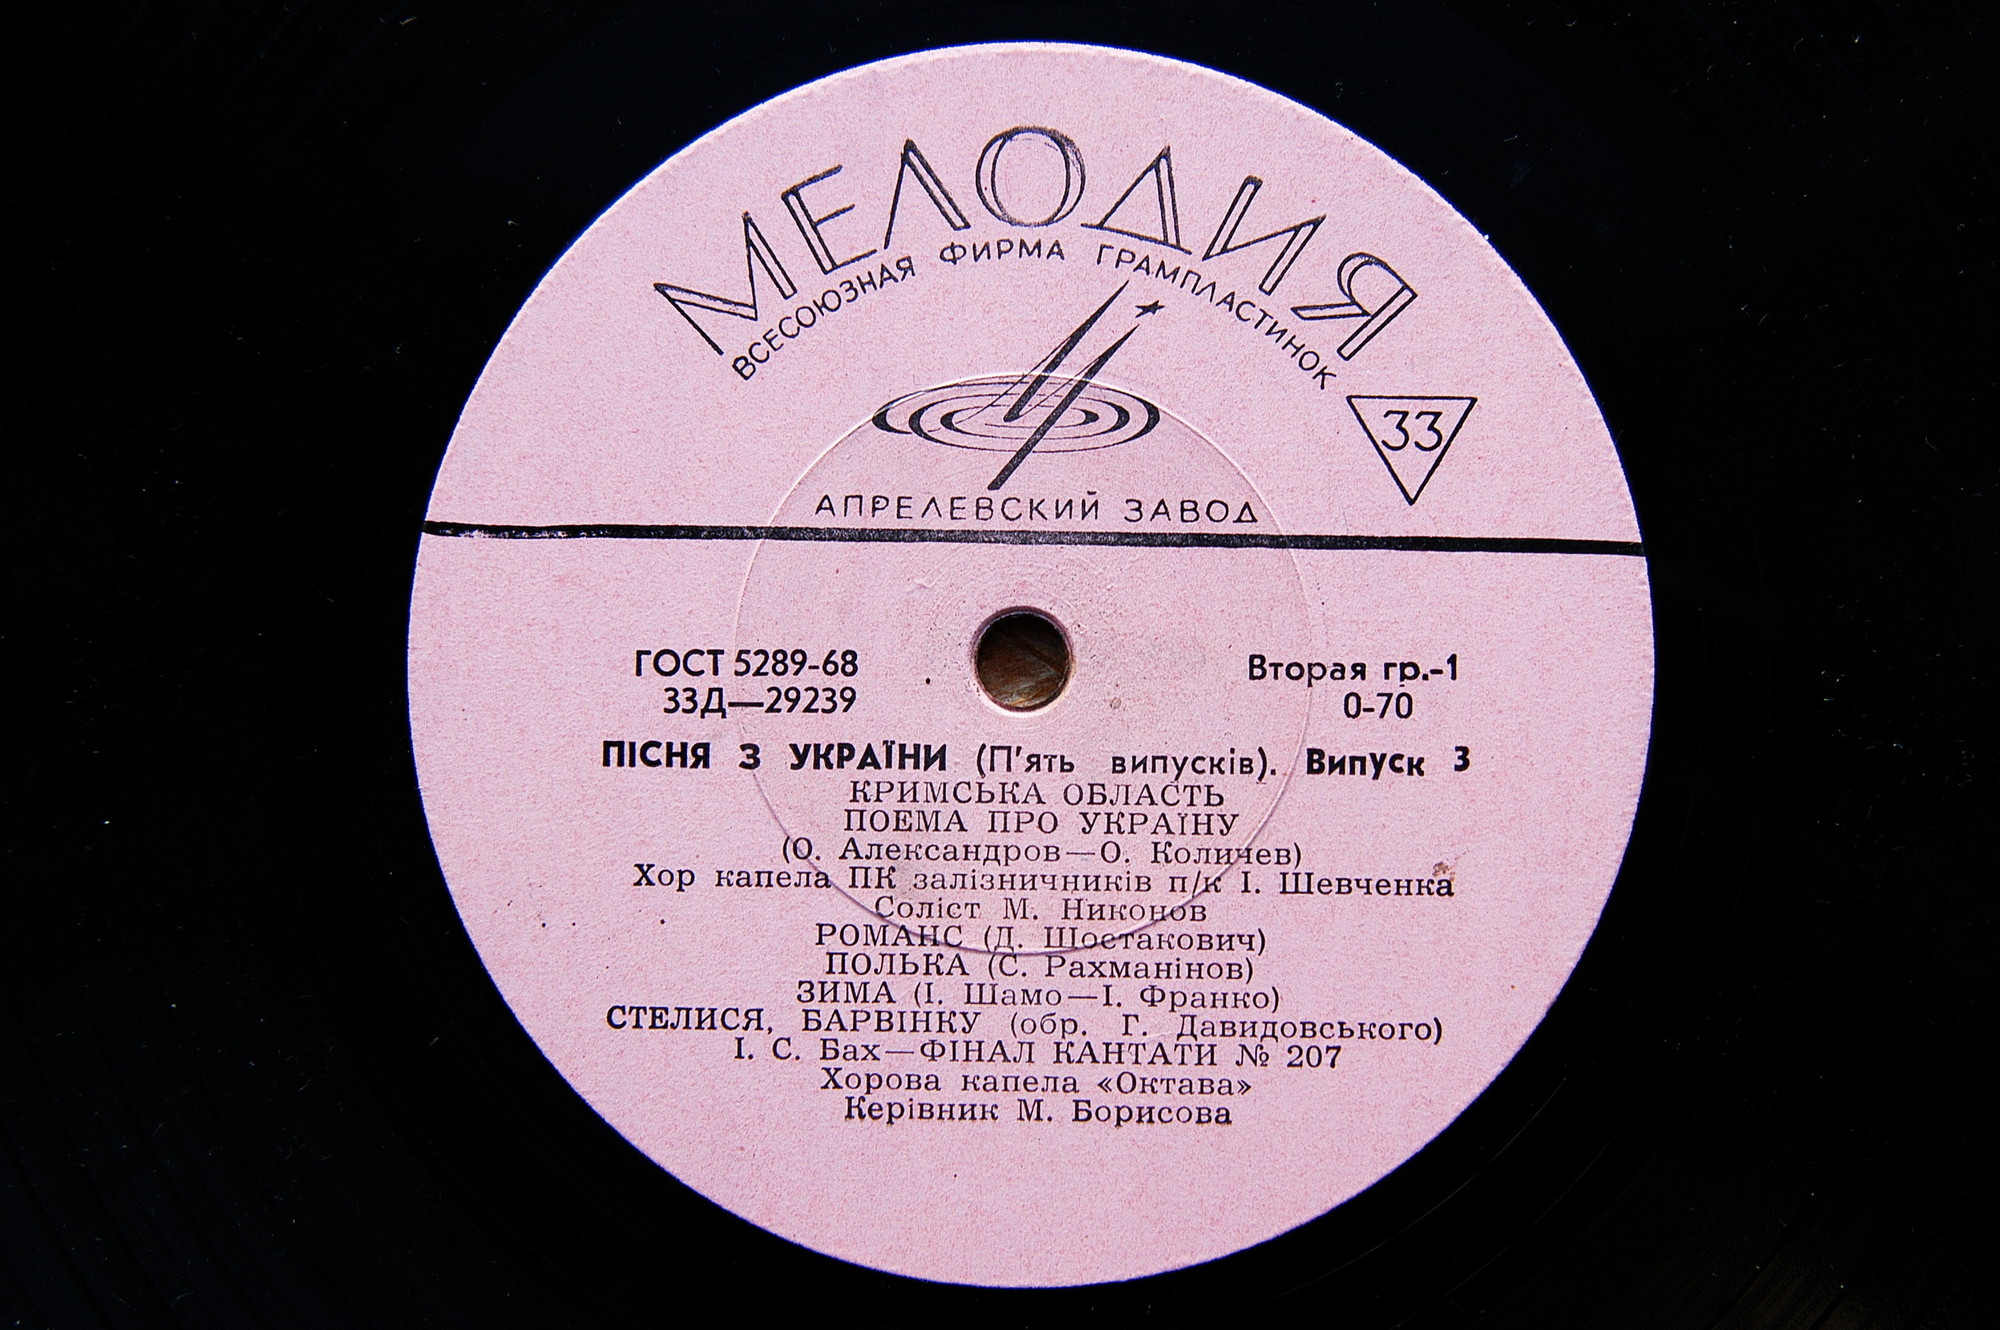 МЕЛОДИЯ
ВСЕСОЮЗНАЯ ФИРМА ГРАМПЛАСТИНОК
33
АПРЕЛЕВСКИЙ ЗАВОД
ГОСТ 5289-68
Вторая гр.-1
33Д—29239
0-70
ПІСНЯ З УКРАЇНИ (П'ять випусків). Випуск 3
КРИМСЬКА ОБЛАСТЬ
ПОЕМА ПРО УКРАЇНУ
(О. Александров—О. Количев)
Хор капела ПК залізничників п/к І. Шевченка
Соліст М. Никонов
РОМАНС (Д. Шостакович)
ПОЛЬКА (С. Рахманінов)
ЗИМА (І. Шамо—І. Франко)
СТЕЛИСЯ, БАРВІНКУ (обр. Г. Давидовського)
І. С. Бах—ФІНАЛ КАНТАТИ № 207
Хорова капела «Октава»
Керівник М. Борисова